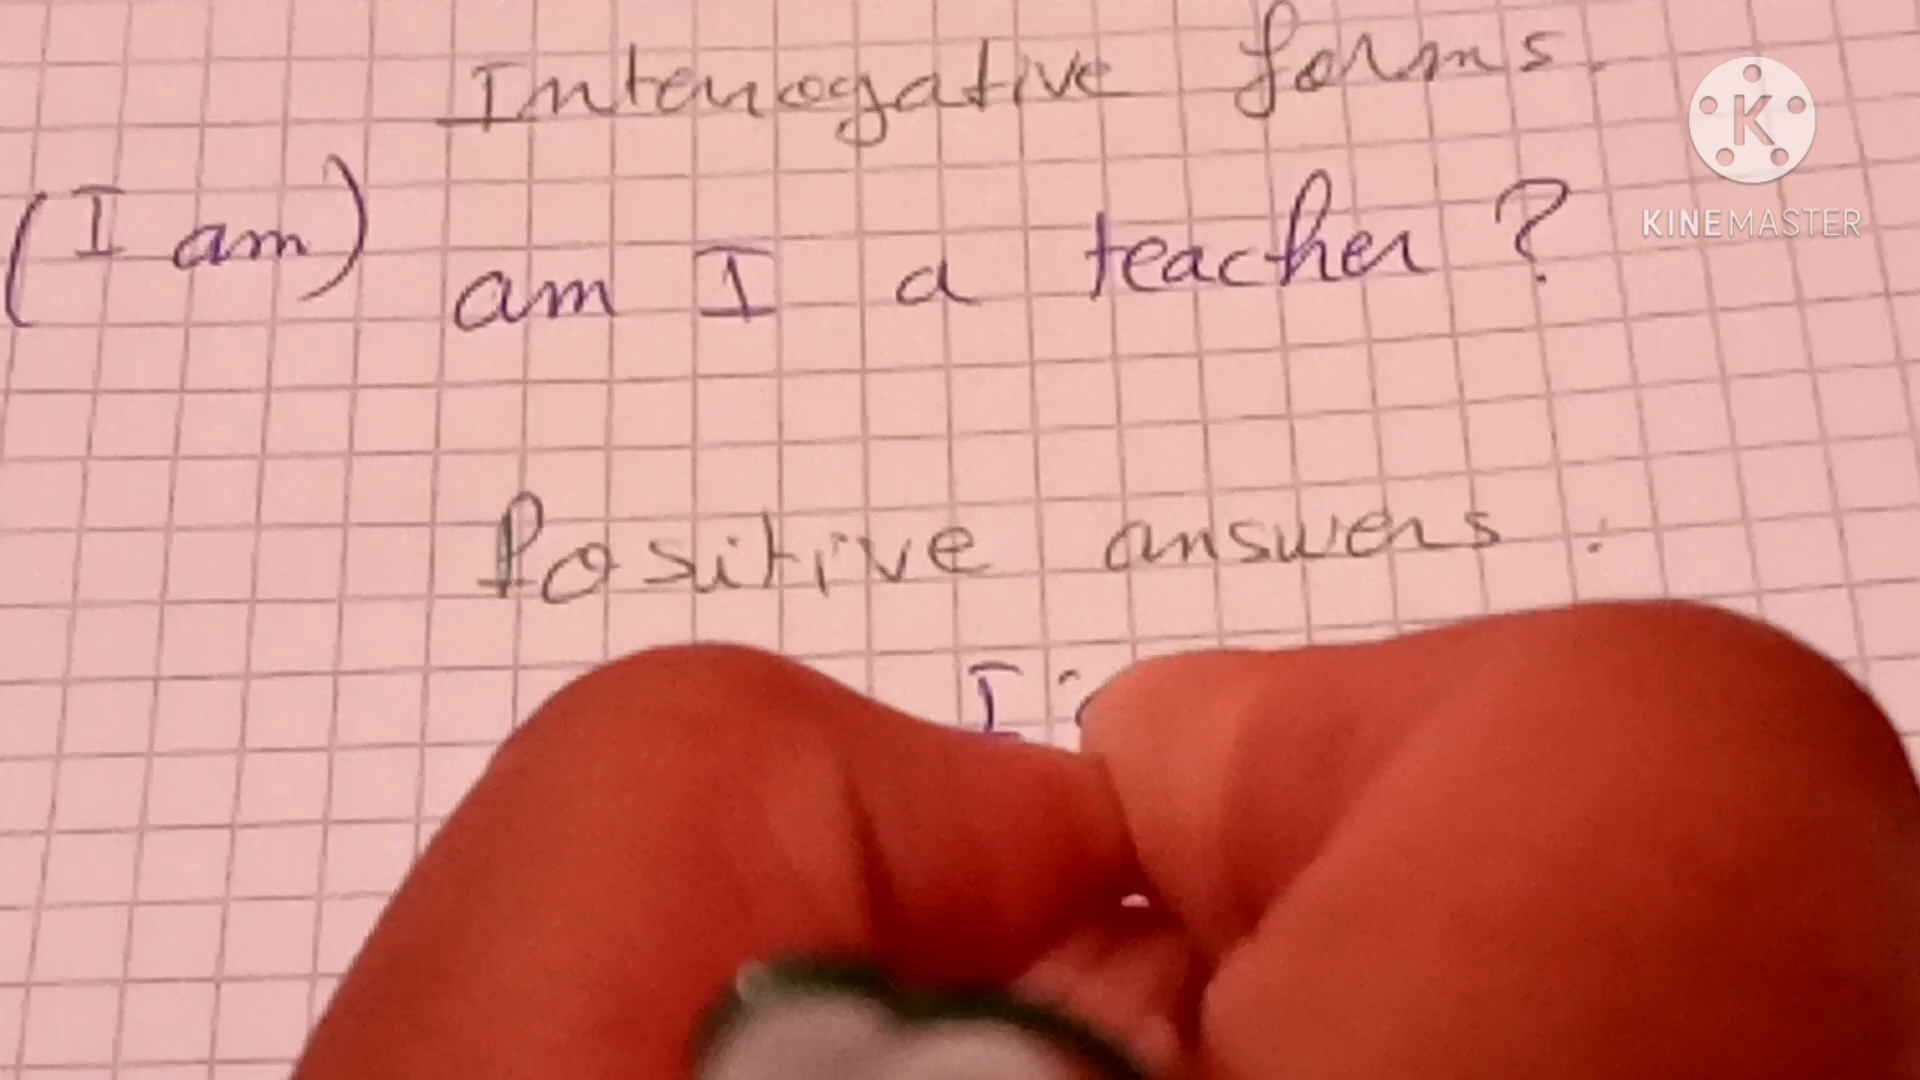 Interrogative forms.
(I am) am I a teacher ?
Positive answers :
I
K
KINEMASTER